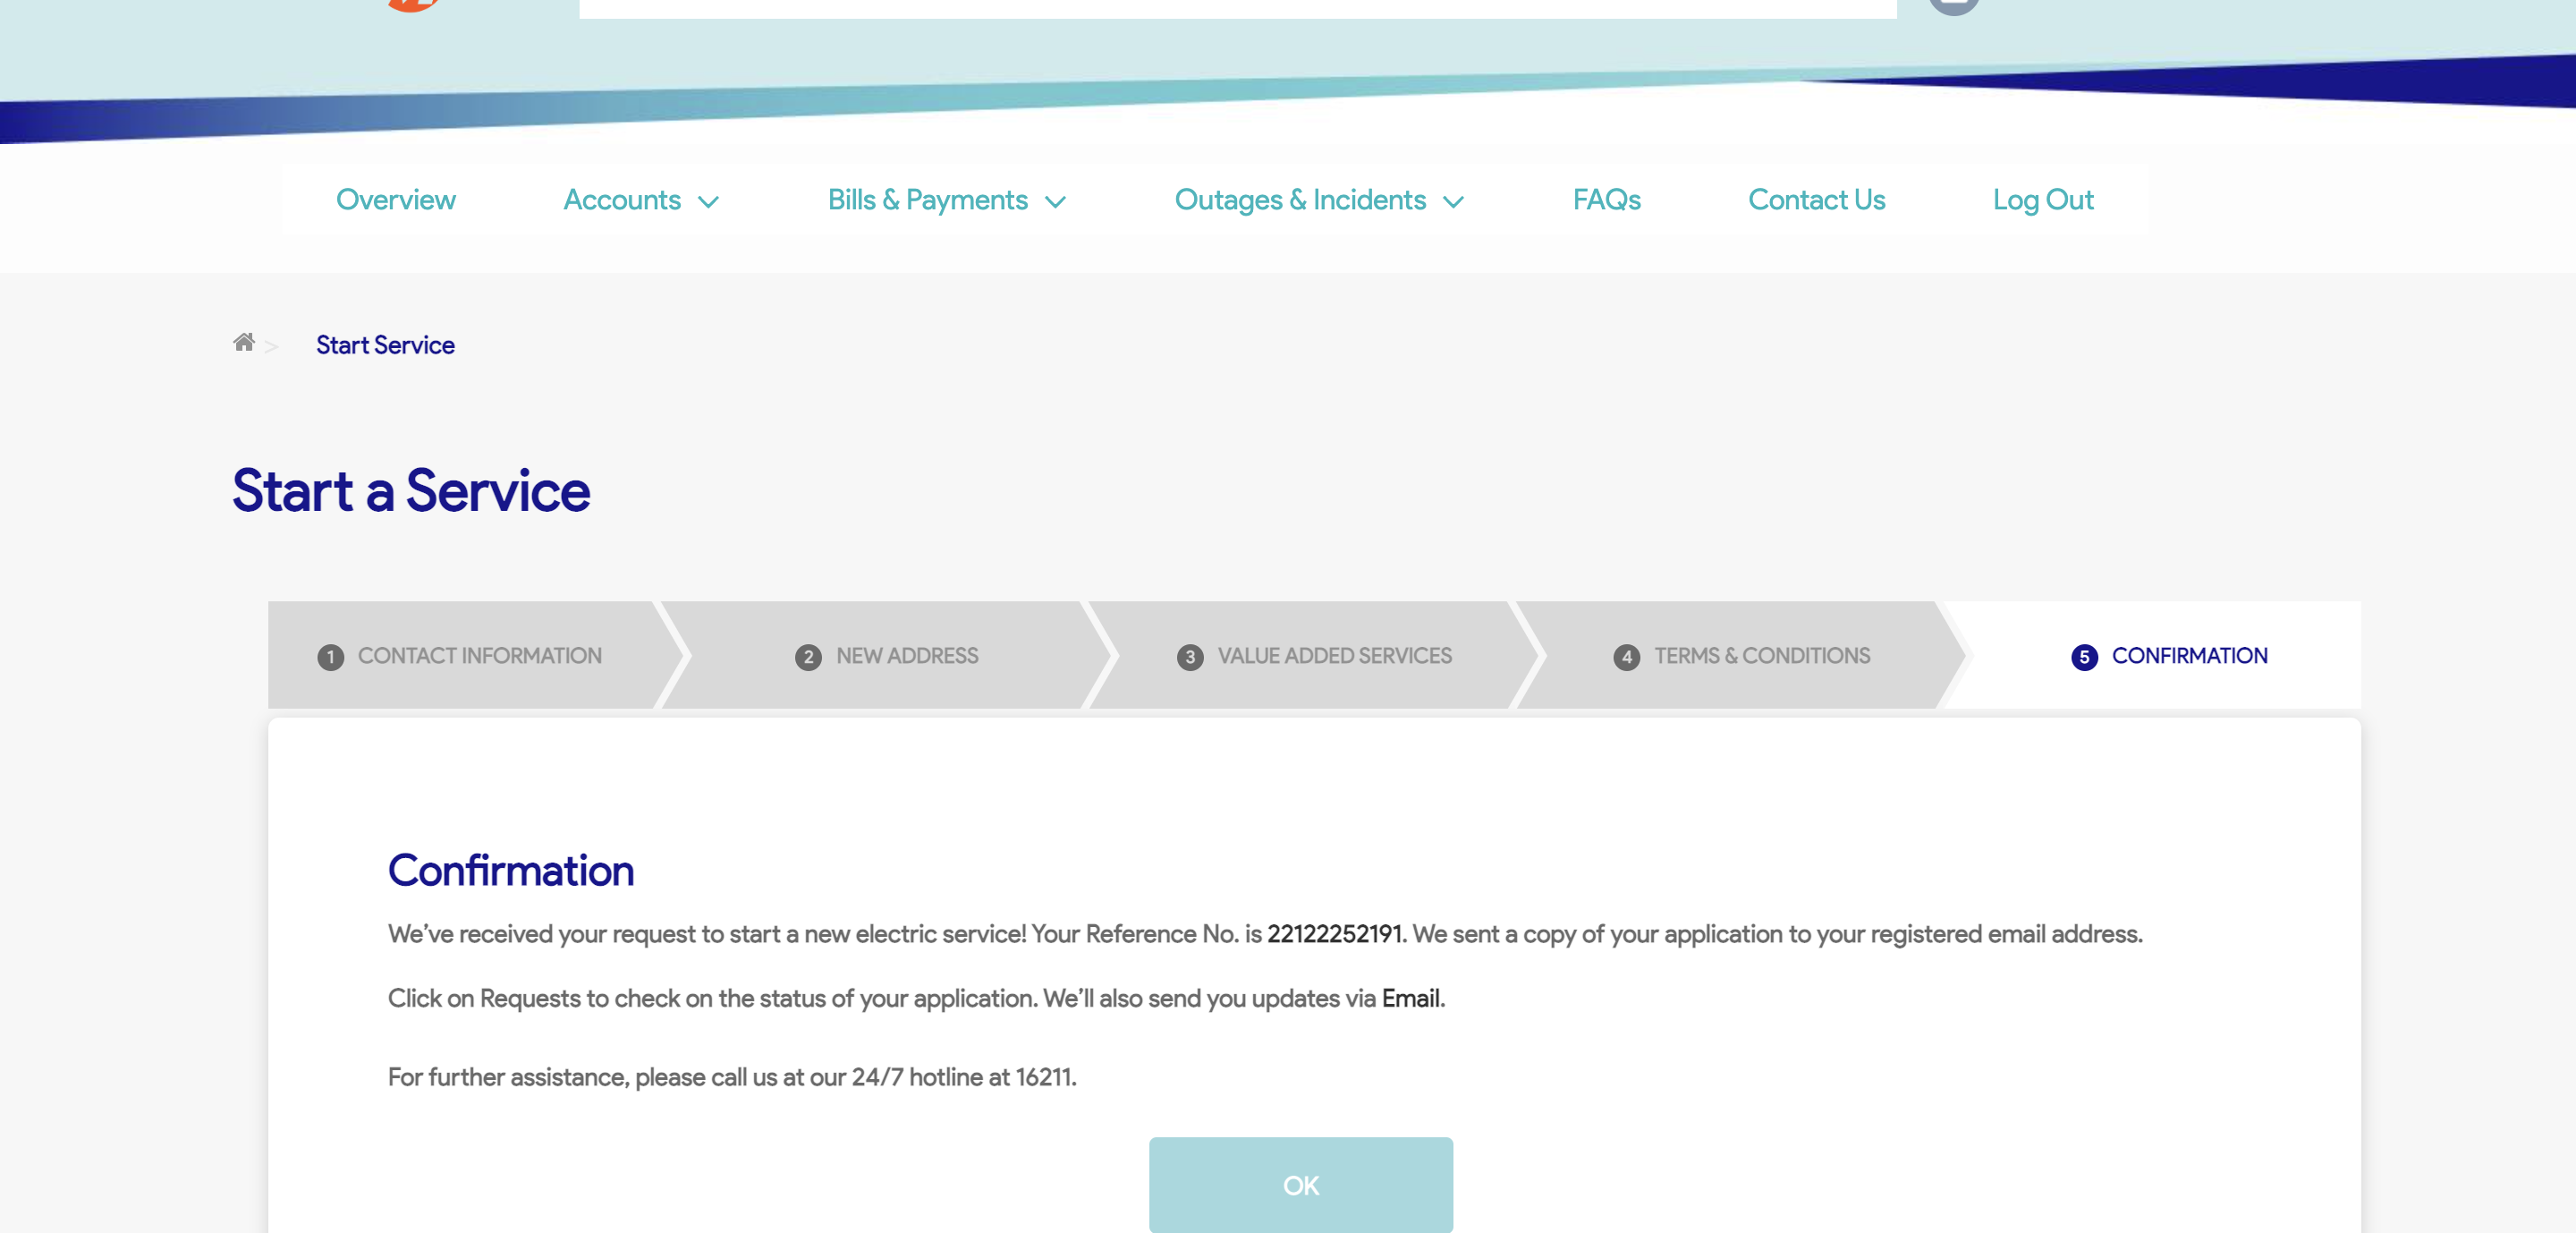 Overview Accounts Bills & Payments Outages & Incidents FAQs Contact Us Log Out
> Start Service
Start a Service
1 CONTACT INFORMATION 2 NEW ADDRESS 3 VALUE ADDED SERVICES 4 TERMS & CONDITIONS 5 CONFIRMATION
Confirmation
We’ve received your request to start a new electric service! Your Reference No. is 22122252191. We sent a copy of your application to your registered email address.
Click on Requests to check on the status of your application. We’ll also send you updates via Email.
For further assistance, please call us at our 24/7 hotline at 16211.
OK